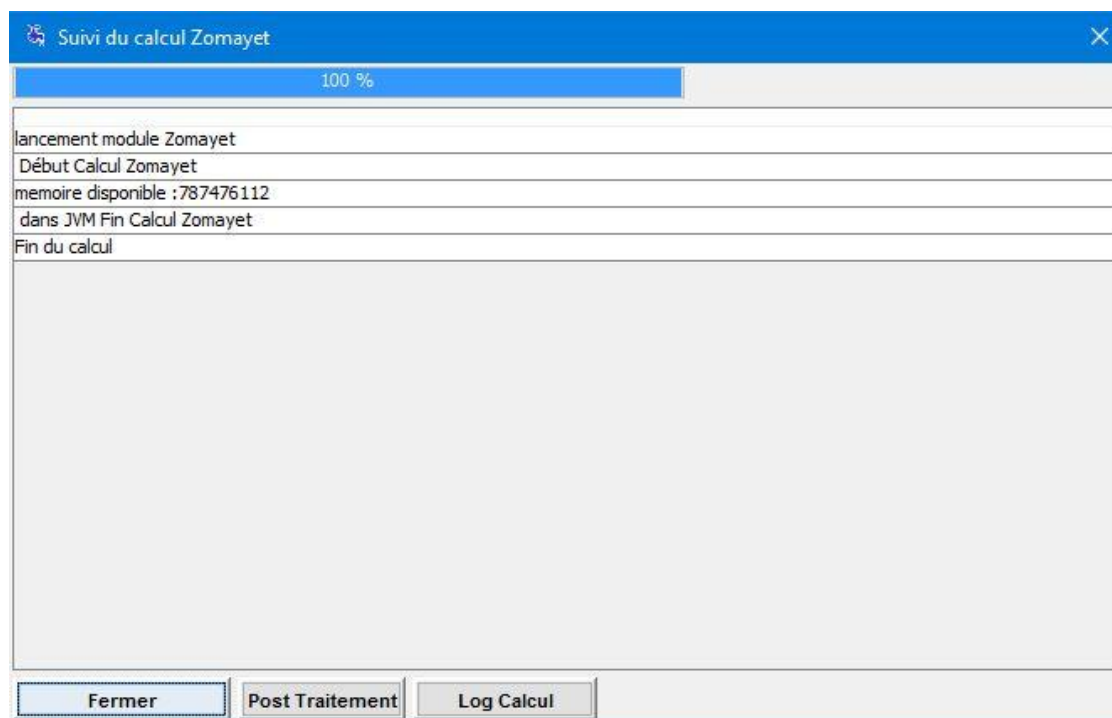 Suivi du calcul Zomayet
100 %
lancement module Zomayet
Début Calcul Zomayet
memoire disponible :787476112
dans JVM Fin Calcul Zomayet
Fin du calcul
Fermer Post Traitement Log Calcul